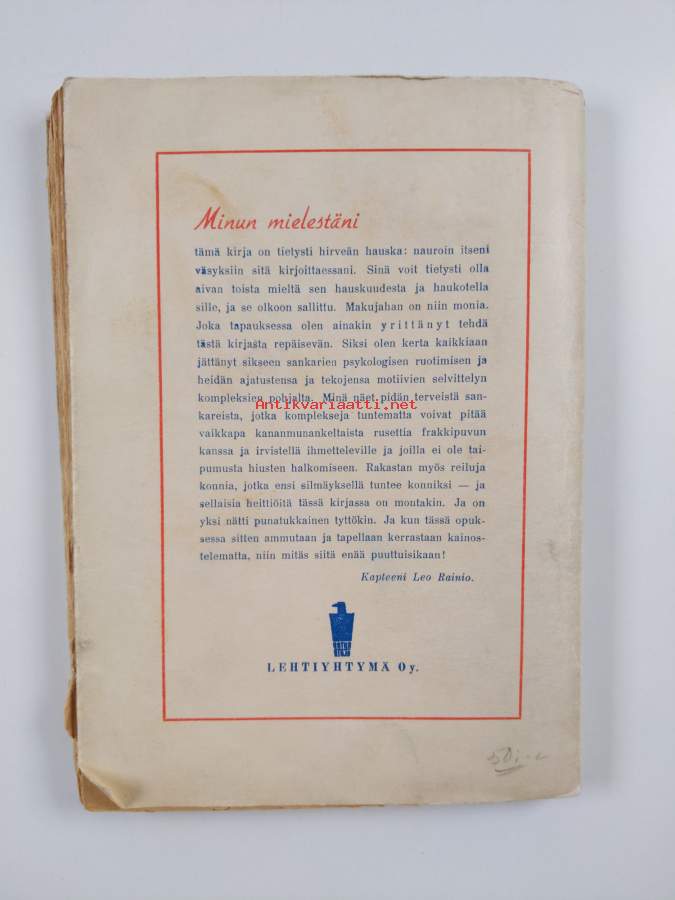 Minun mielestäni
tämä kirja on tietysti hirveän hauska: nauroin itseni
väsyksiin sitä kirjoittaessani. Sinä voit tietysti olla
aivan toista mieltä sen hauskuudesta ja haukotella
sille, ja se olkoon sallittu. Makujahan on niin monia.
Joka tapauksessa olen ainakin yrittänyt tehdä
tästä kirjasta repäisevän. Siksi olen kerta kaikkiaan
jättänyt sikseen sankarien psykologisen ruotimisen ja
heidän ajatustensa ja tekojensa motiivien selvittelyn
kompleksien pohjalta. Minä näet pidän terveistä san-
Antikvariaatti.net
kareista, jotka komplekseja tuntematta voivat pitää
vaikkapa kananmunankeltaista rusettia frakkipuvun
kanssa ja irvistellä ihmetteleville ja joilla ei ole tai-
pumusta hiusten halkomiseen. Rakastan myös reiluja
konnia, jotka ensi silmäyksellä tuntee konniksi — ja
sellaisia heittiöitä tässä kirjassa on montakin. Ja on
yksi nätti punatukkainen tyttökin. Ja kun tässä opuk-
sessa sitten ammutaan ja tapellaan kerrastaan kainos-
telematta, niin mitäs siitä enää puuttuisikaan!
Kapteeni Leo Rainio.
LEHTIYHTYMÄ Oy.